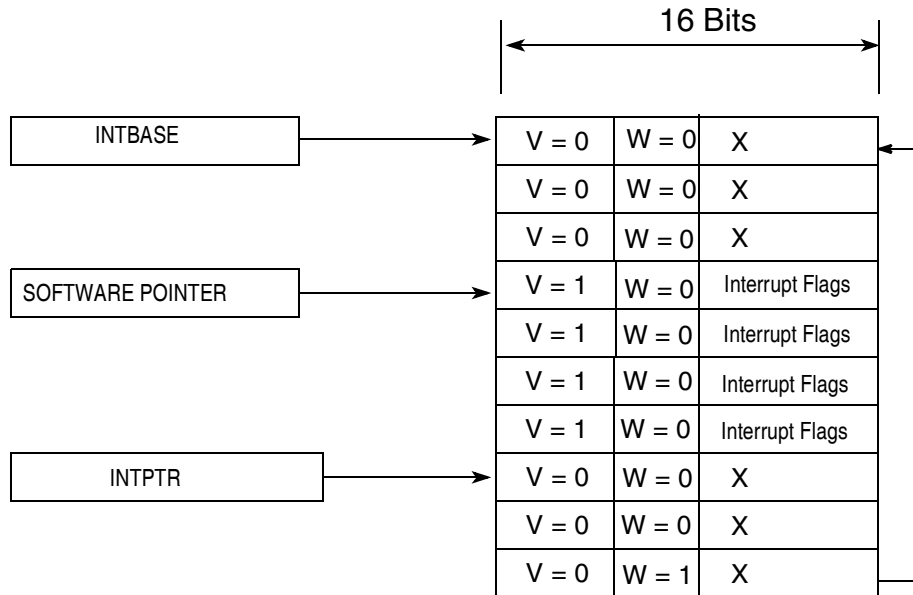 16 Bits
INTBASE
V = 0 W = 0 X
V = 0 W = 0 X
V = 0 W = 0 X
SOFTWARE POINTER
V = 1 W = 0 Interrupt Flags
V = 1 W = 0 Interrupt Flags
V = 1 W = 0 Interrupt Flags
V = 1 W = 0 Interrupt Flags
INTPTR
V = 0 W = 0 X
V = 0 W = 0 X
V = 0 W = 1 X